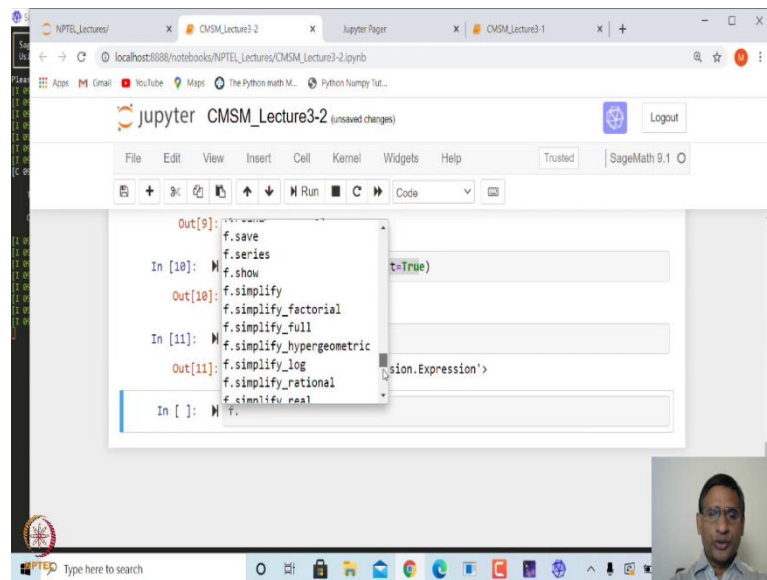 NPTEL_Lectures/ CMSM_Lecture3-2 Jupyter Pager CMSM_Lecture3-1
localhost:8888/notebooks/NPTEL_Lectures/CMSM_Lecture3-2.ipynb M
Apps Gmail YouTube Maps The Python math M... Python Numpy Tut...
jupyter CMSM_Lecture3-2 (unsaved changes) Logout
File Edit View Insert Cell Kernel Widgets Help Trusted SageMath 9.1
Run Code
Out[9]:
f.save
f.series
In [10]: f.show t=True)
f.simplify
Out[10]: f.simplify_factorial
f.simplify_full
In [11]: f.simplify_hypergeometric
Out[11]: f.simplify_log sion.Expression'>
f.simplify_rational
f.simplify_real
In [ ]: f.
NPTEL Type here to search